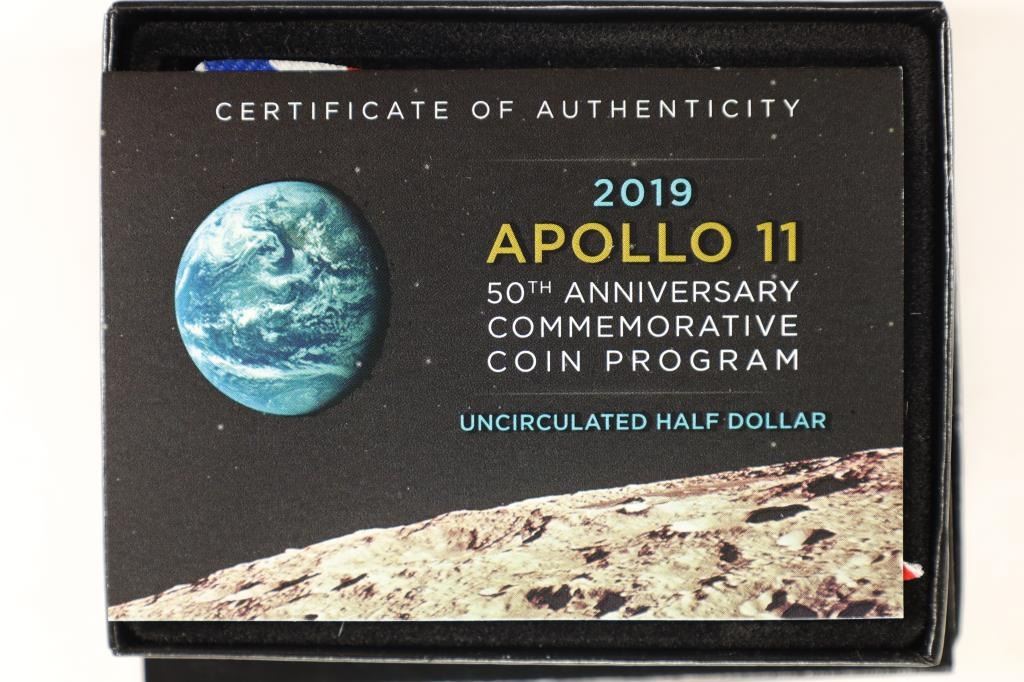 CERTIFICATE OF AUTHENTICITY
2019
APOLLO 11
50TH ANNIVERSARY
COMMEMORATIVE
COIN PROGRAM
UNCIRCULATED HALF DOLLAR